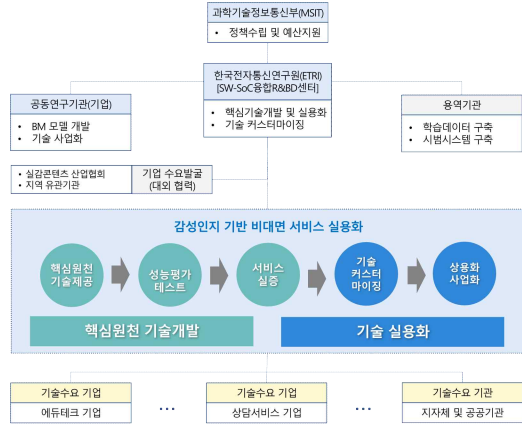 과학기술정보통신부(MSIT)
• 정책수립 및 예산지원
한국전자통신연구원(ETRI)
[SW-SoC융합R&BD센터]
• 핵심기술개발 및 실용화
• 기술 커스터마이징
공동연구기관(기업)
• BM 모델 개발
• 기술 사업화
용역기관
• 학습데이터 구축
• 시범시스템 구축
• 실감콘텐츠 산업협회
• 지역 유관기관
기업 수요발굴
(대외 협력)
감성인지 기반 비대면 서비스 실용화
핵심원천
기술제공
성능평가
테스트
서비스
실증
기술
커스터
마이징
상용화
사업화
핵심원천 기술개발
기술 실용화
기술수요 기업
에듀테크 기업
...
기술수요 기업
상담서비스 기업
...
기술수요 기관
지자체 및 공공기관